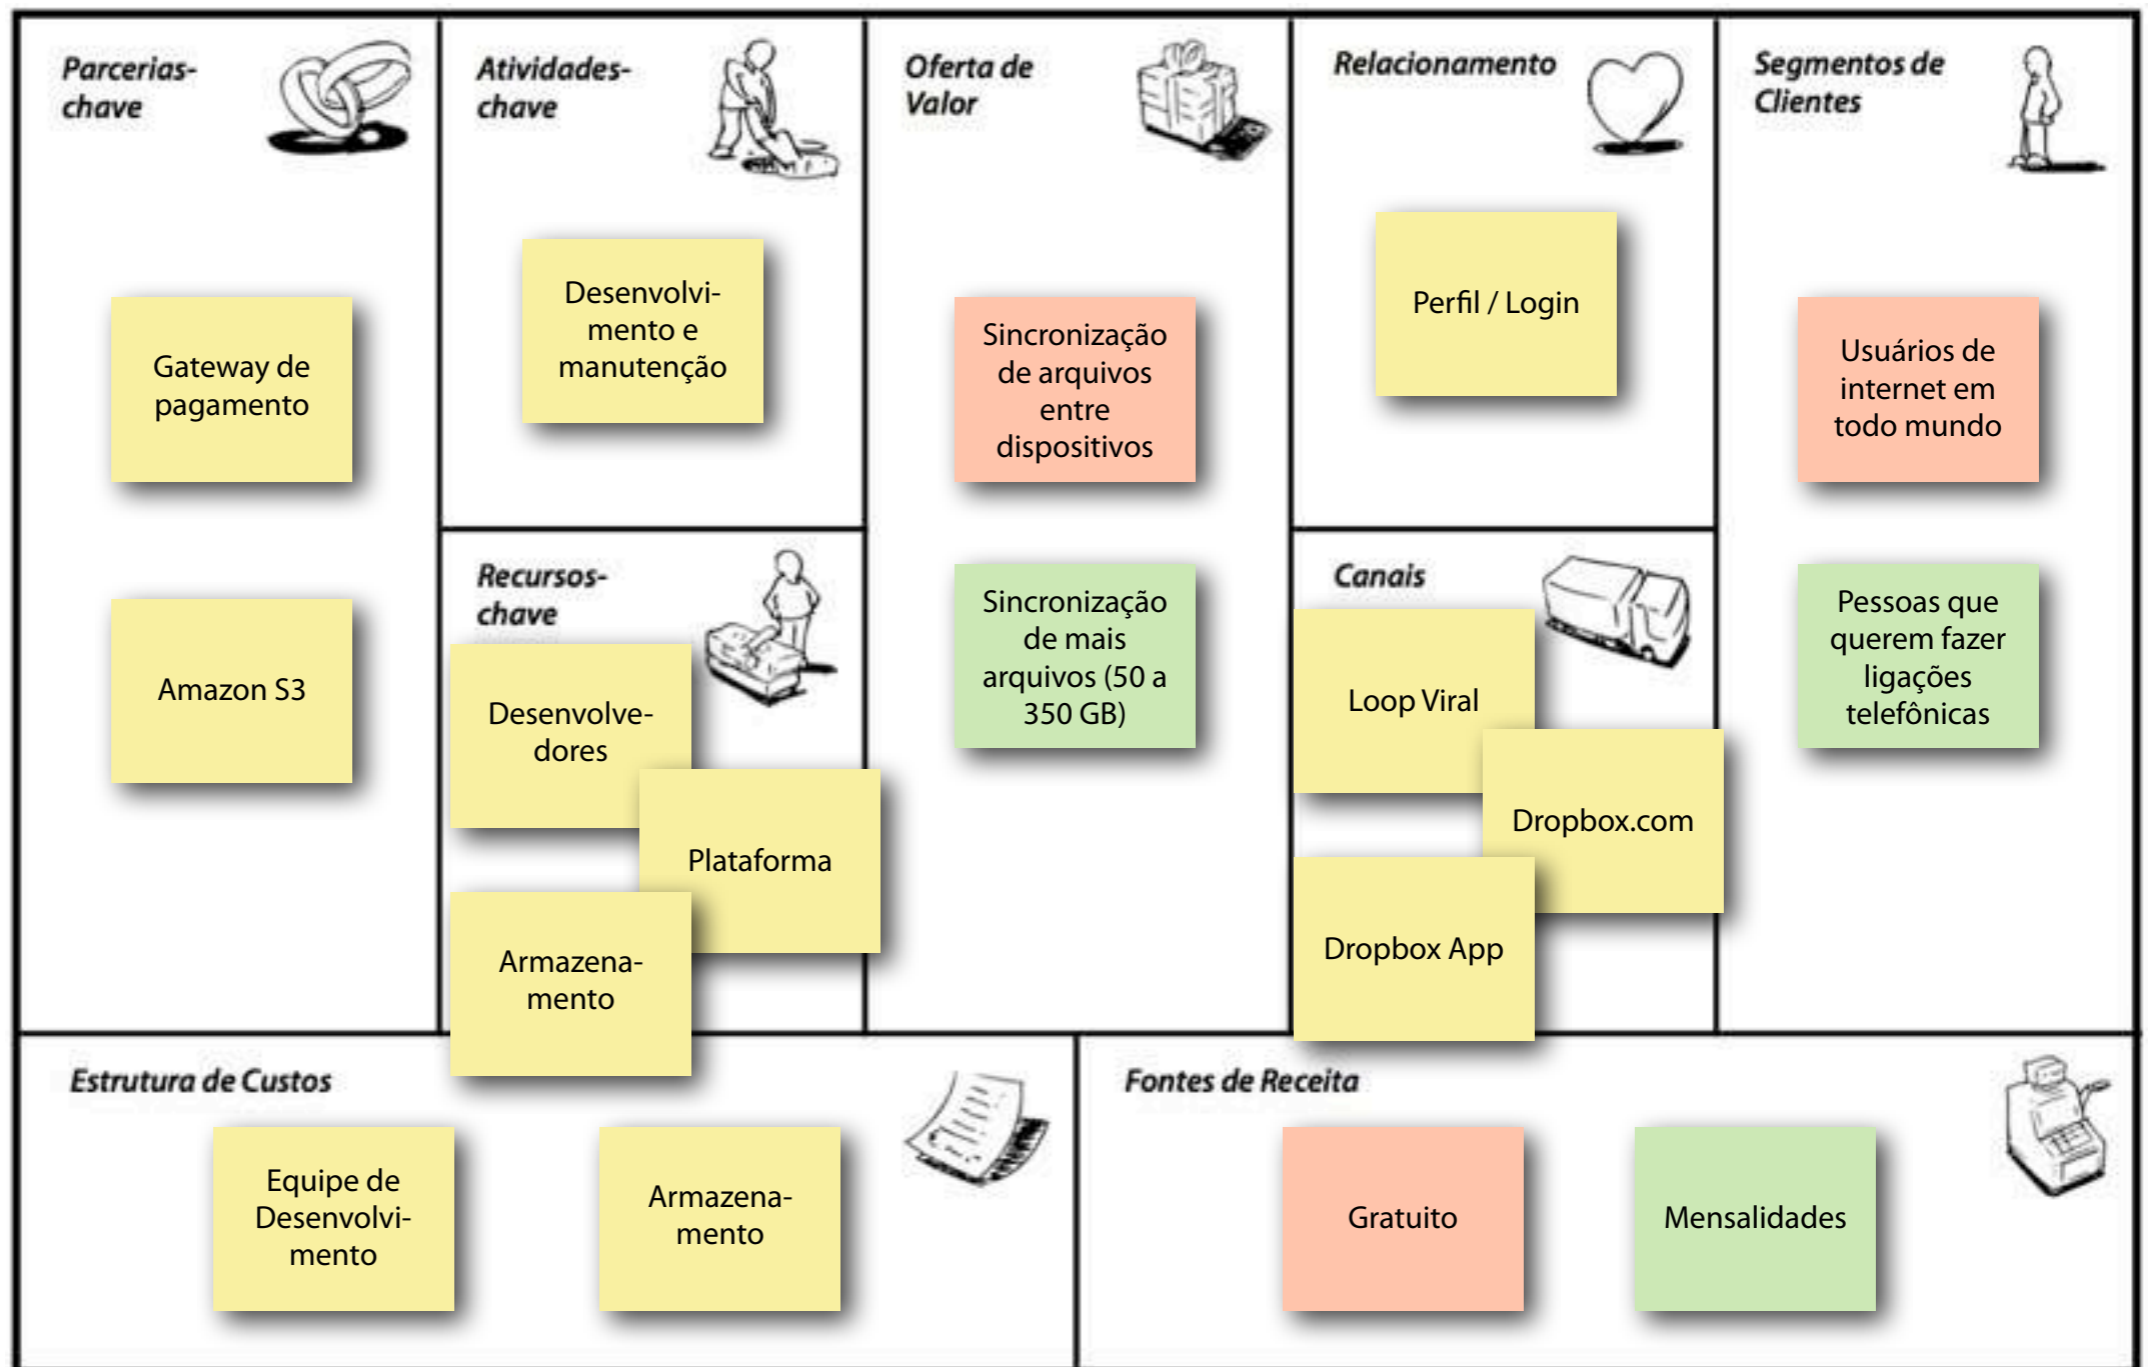 Parcerias-
chave
Gateway de
pagamento
Amazon S3
Atividades-
chave
Desenvolvi-
mento e
manutenção
Recursos-
chave
Desenvolve-
dores
Plataforma
Armazena-
mento
Oferta de
Valor
Sincronização
de arquivos
entre
dispositivos
Sincronização
de mais
arquivos (50 a
350 GB)
Relacionamento
Perfil / Login
Canais
Loop Viral
Dropbox.com
Dropbox App
Segmentos de
Clientes
Usuários de
internet em
todo mundo
Pessoas que
querem fazer
ligações
telefônicas
Estrutura de Custos
Equipe de
Desenvolvi-
mento
Armazena-
mento
Fontes de Receita
Gratuito
Mensalidades